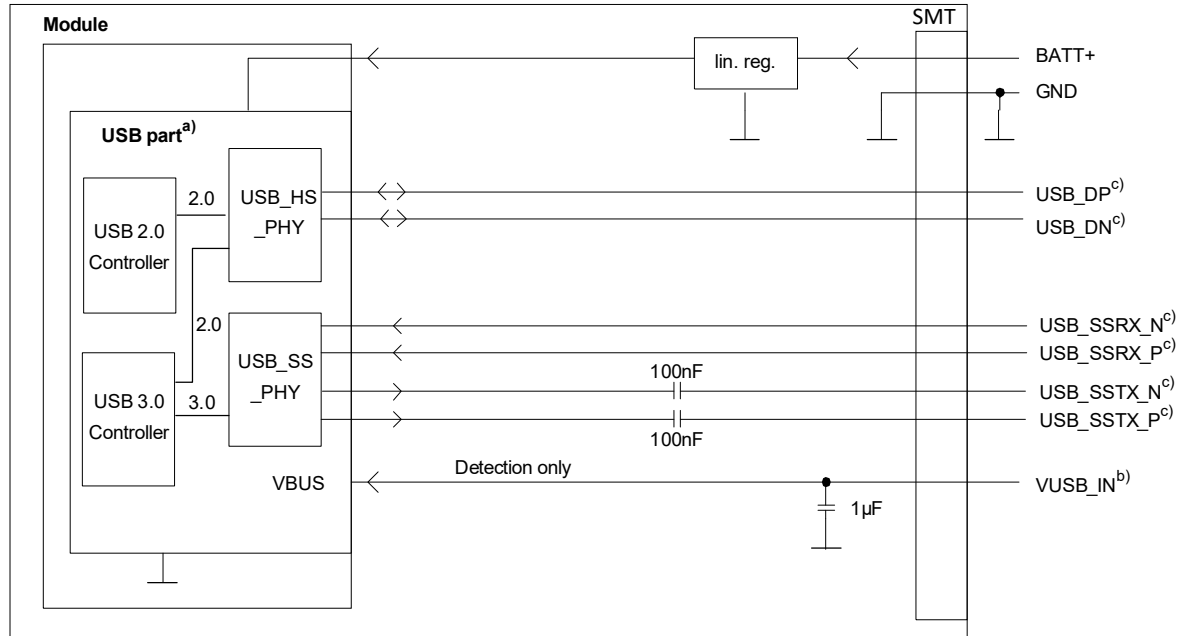 Module
SMT
lin. reg.
BATT+
GND
USB part a)
USB 2.0
Controller
2.0
USB_HS
_PHY
USB_DP c)
USB_DN c)
2.0
USB 3.0
Controller
3.0
USB_SS
_PHY
USB_SSRX_N c)
USB_SSRX_P c)
100nF
USB_SSTX_N c)
USB_SSTX_P c)
100nF
VBUS
Detection only
VUSB_IN b)
1µF